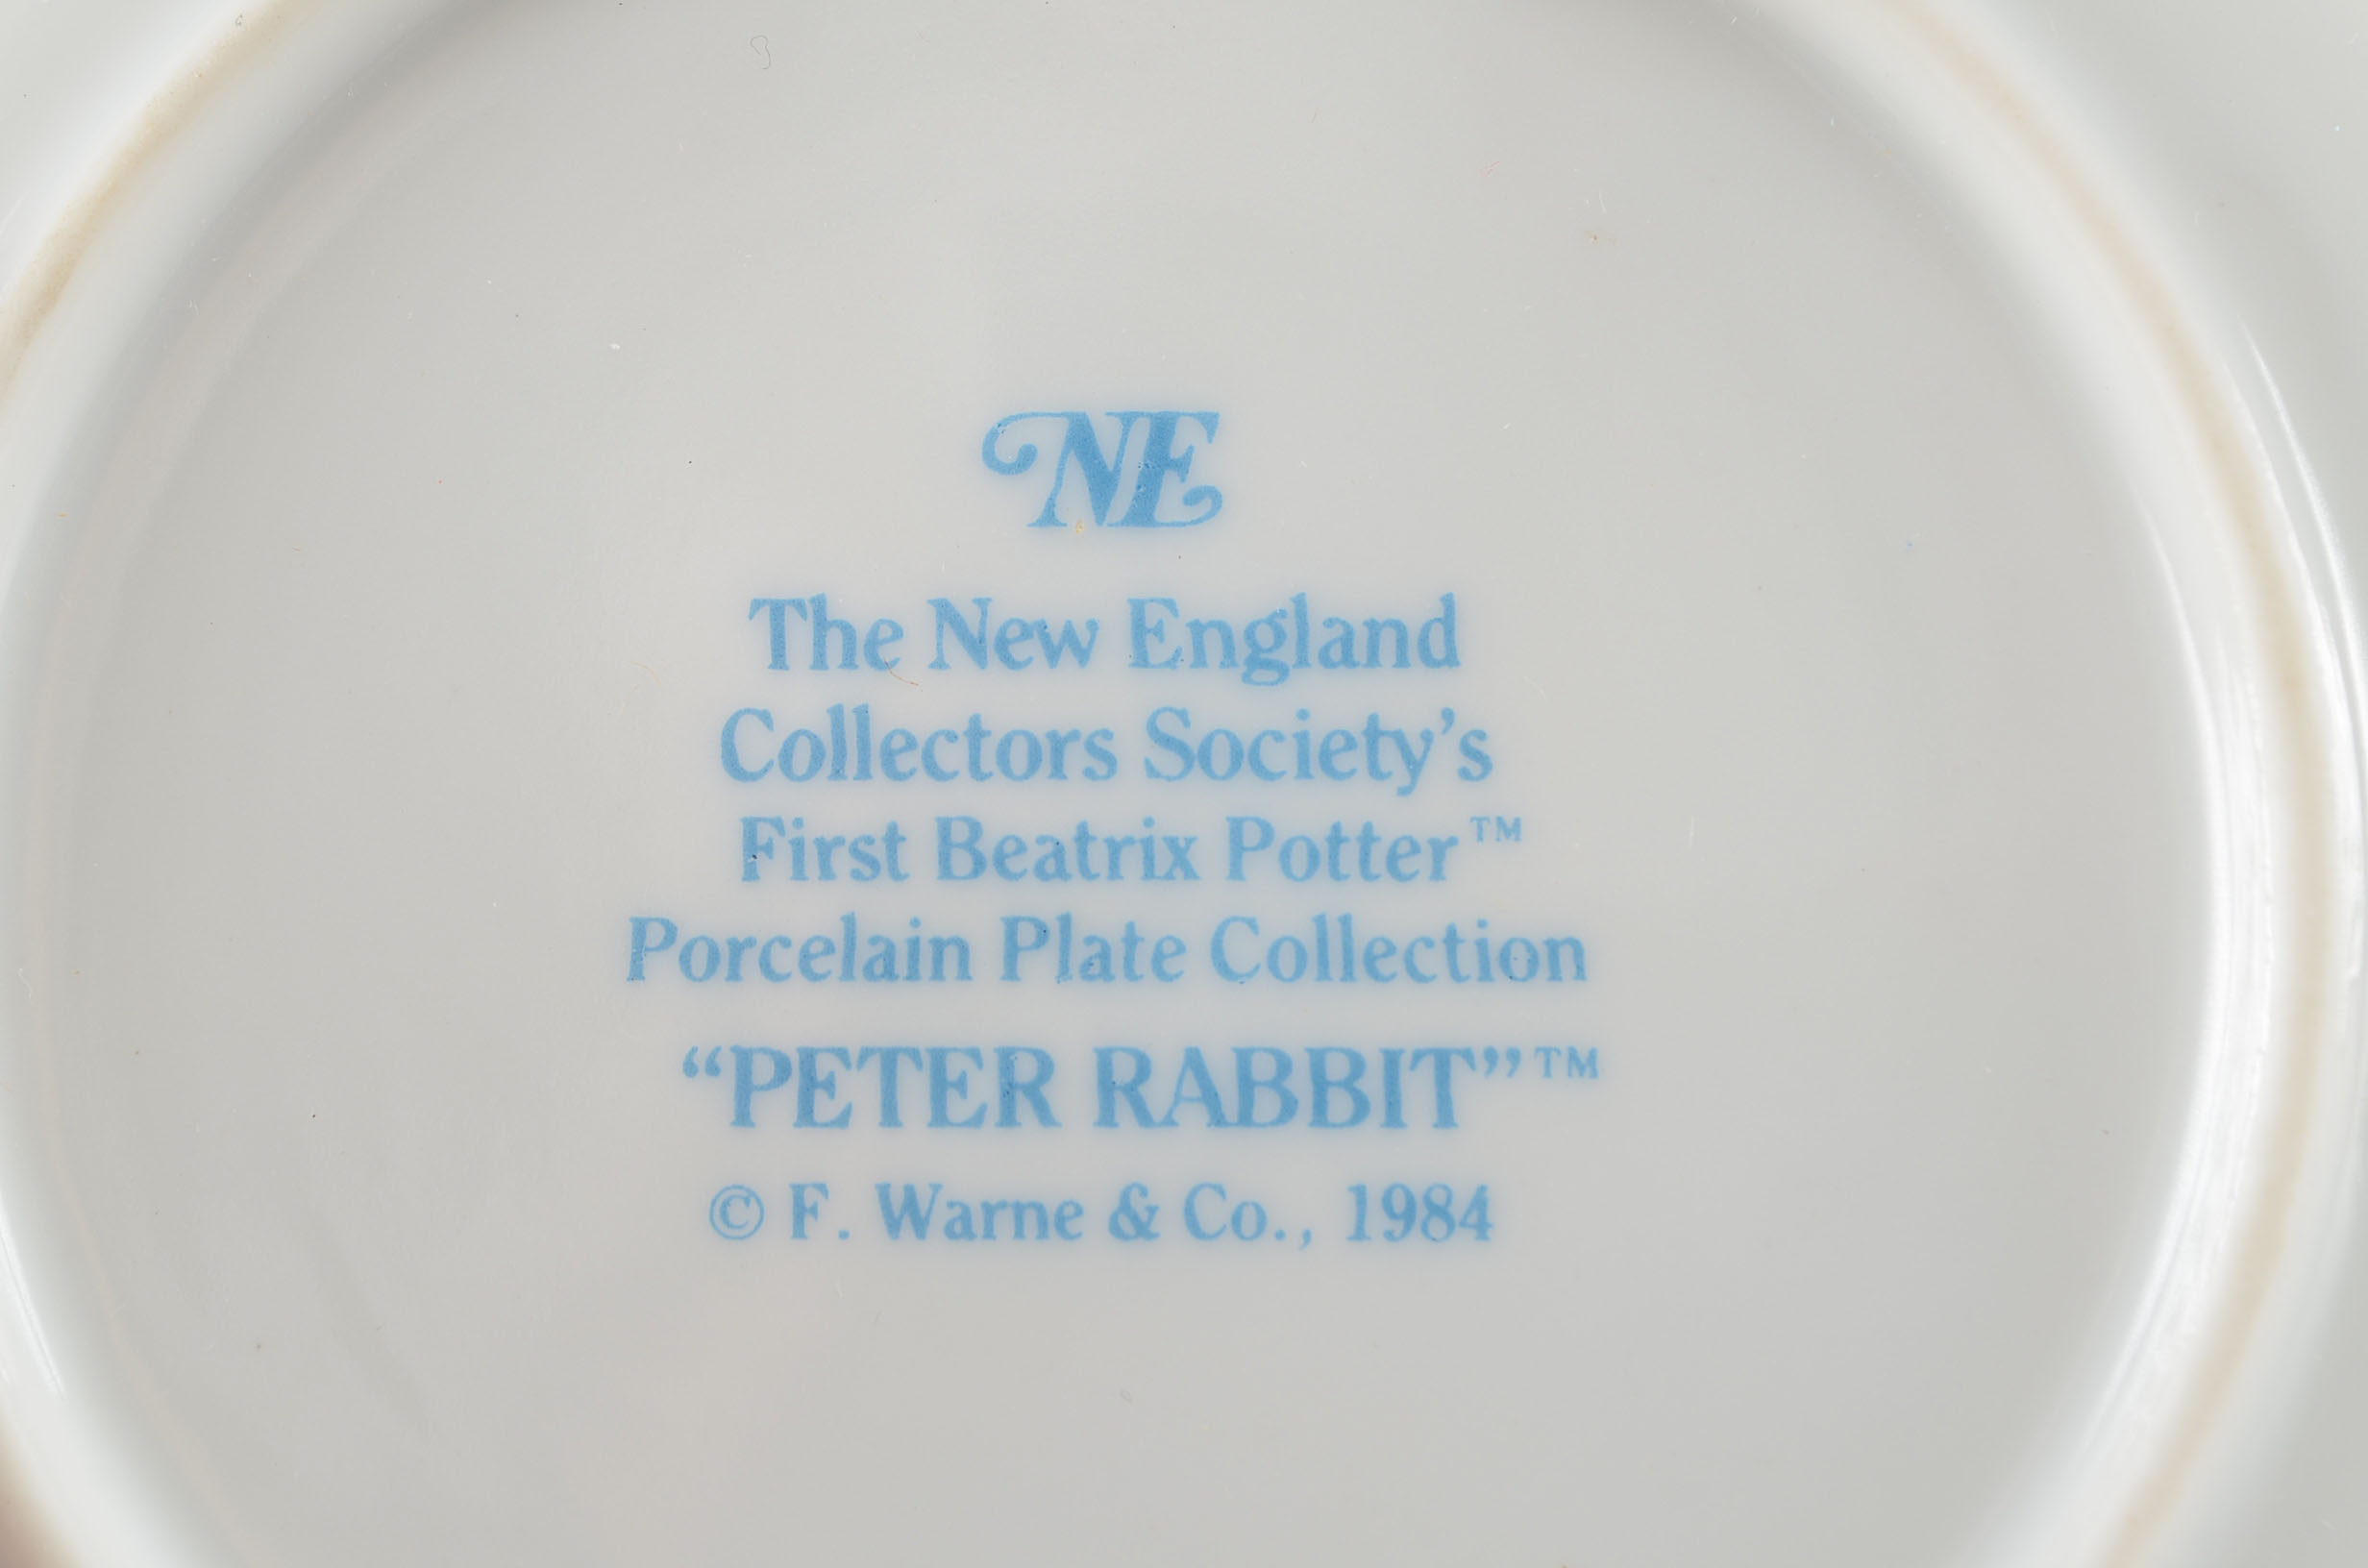 NE
The New England
Collectors Society’s
First Beatrix Potter™
Porcelain Plate Collection
“PETER RABBIT”™
© F. Warne & Co., 1984